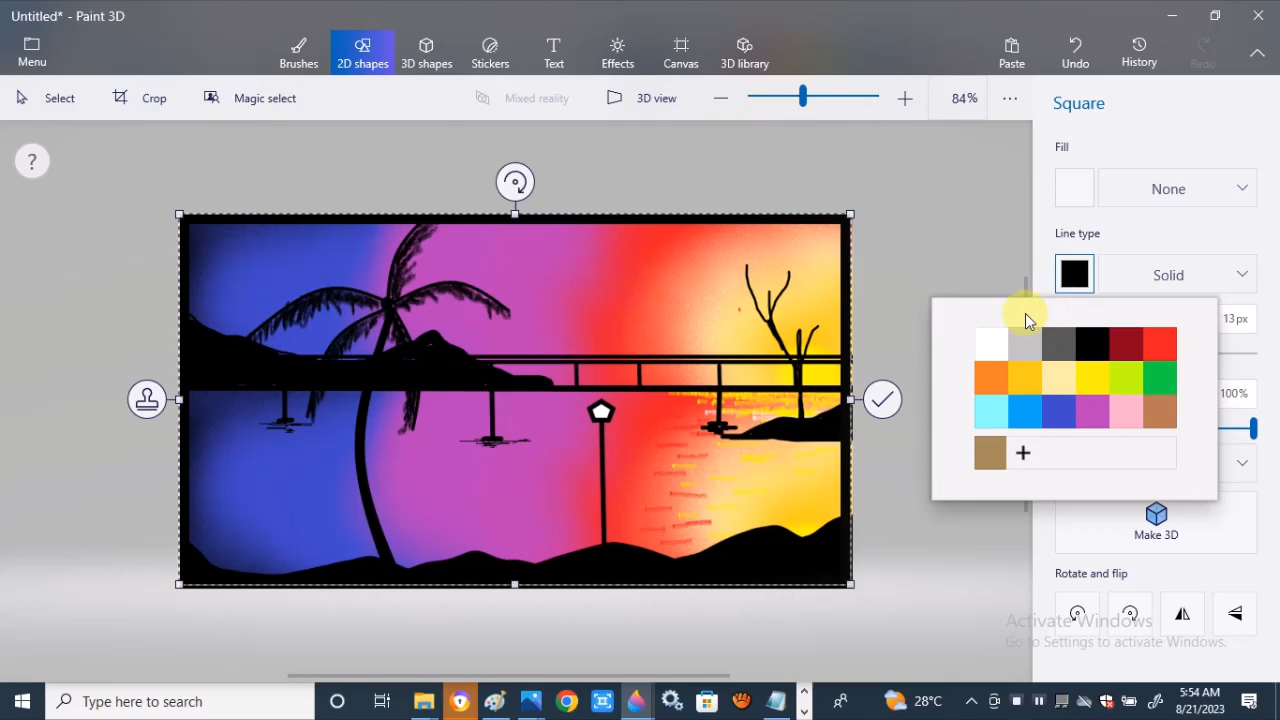 Untitled* - Paint 3D
Menu
Brushes
2D shapes
3D shapes
Stickers
Text
Effects
Canvas
3D library
Paste
Undo
History
Redo
Select
Crop
Magic select
Mixed reality
3D view
84%
Square
?
Fill
None
Line type
Solid
13px
100%
Make 3D
Rotate and flip
Activate Windows
Go to Settings to activate Windows.
Type here to search
28°C
5:54 AM
8/21/2023